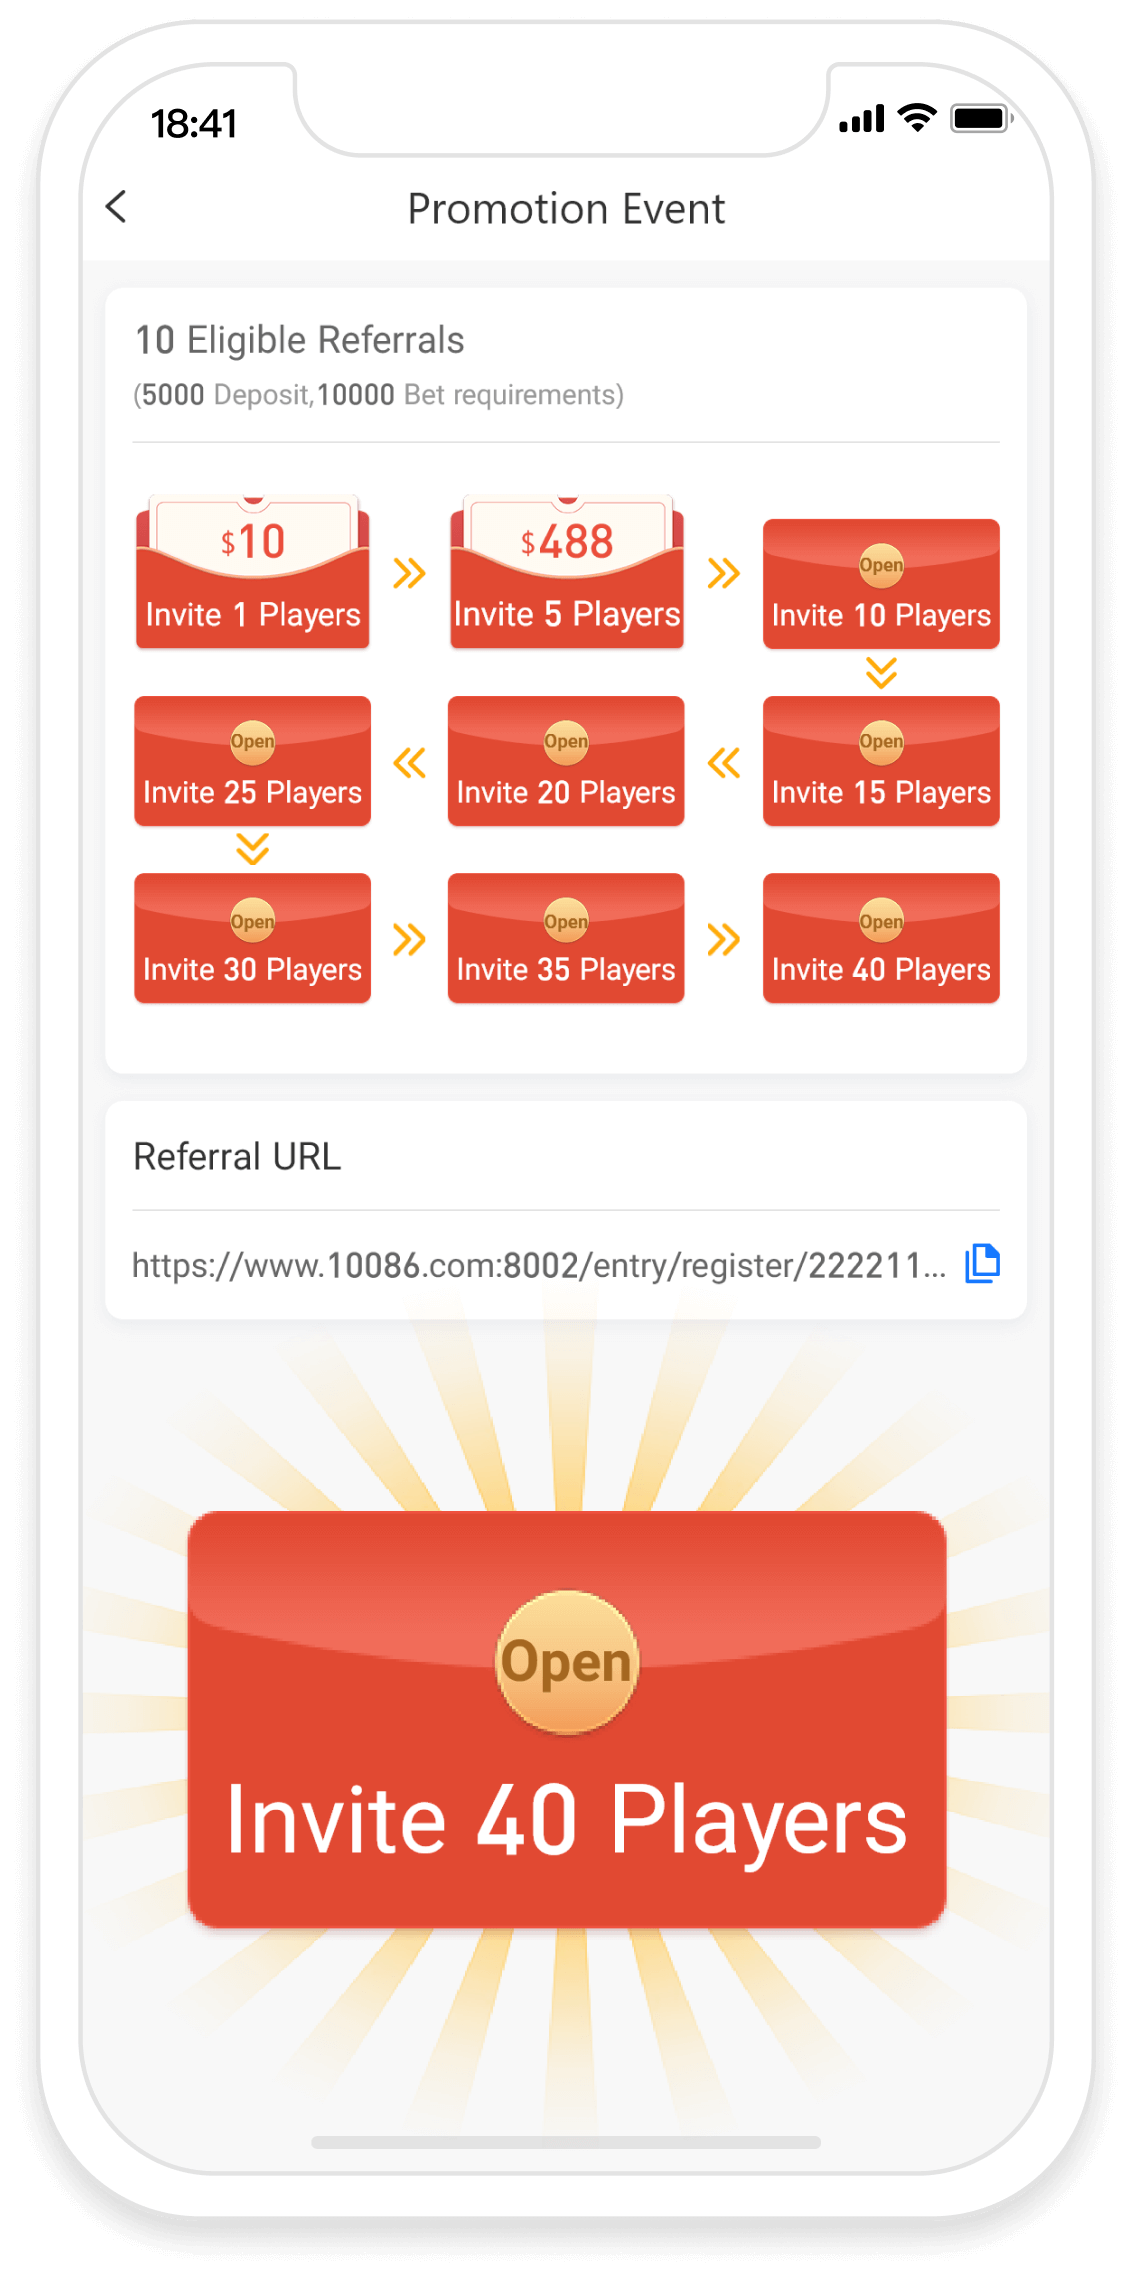 18:41
Promotion Event
10 Eligible Referrals
(5000 Deposit,10000 Bet requirements)
$10
Invite 1 Players
$488
Invite 5 Players
Open
Invite 10 Players
Open
Invite 25 Players
Open
Invite 20 Players
Open
Invite 15 Players
Open
Invite 30 Players
Open
Invite 35 Players
Open
Invite 40 Players
Referral URL
https://www.10086.com:8002/entry/register/222211...
Open
Invite 40 Players